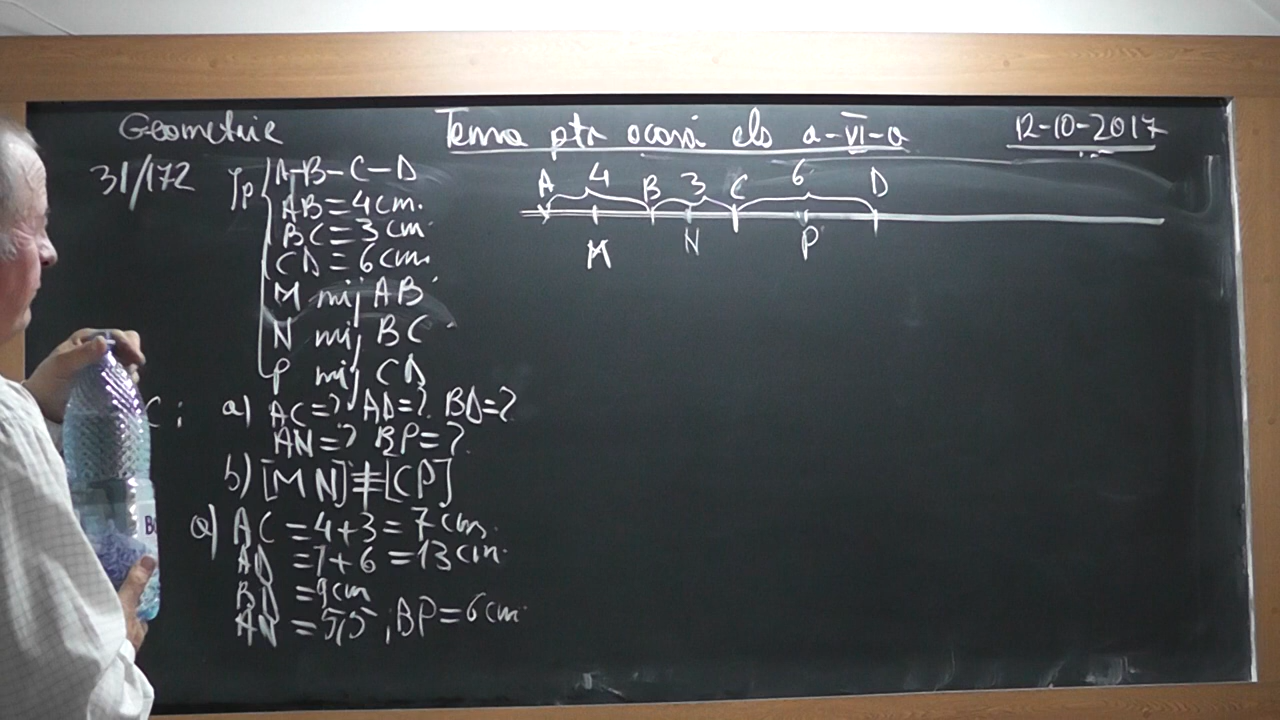 Geometrie
Tema ptr acasă cls a-VI-a
12-10-2017
31/172
Ip
A-B-C-D
AB=4cm.
BC=3cm
CD=6cm.
M mij AB
N mij BC
P mij CD
C:
a) AC=? AD=? BD=?
AN=? BP=?
b) [MN]≢[CP]
a) AC=4+3=7cm.
AD=7+6=13cm.
BD=9cm
AN=5,5; BP=6cm
A 4 B 3 C 6 D
M N P
B